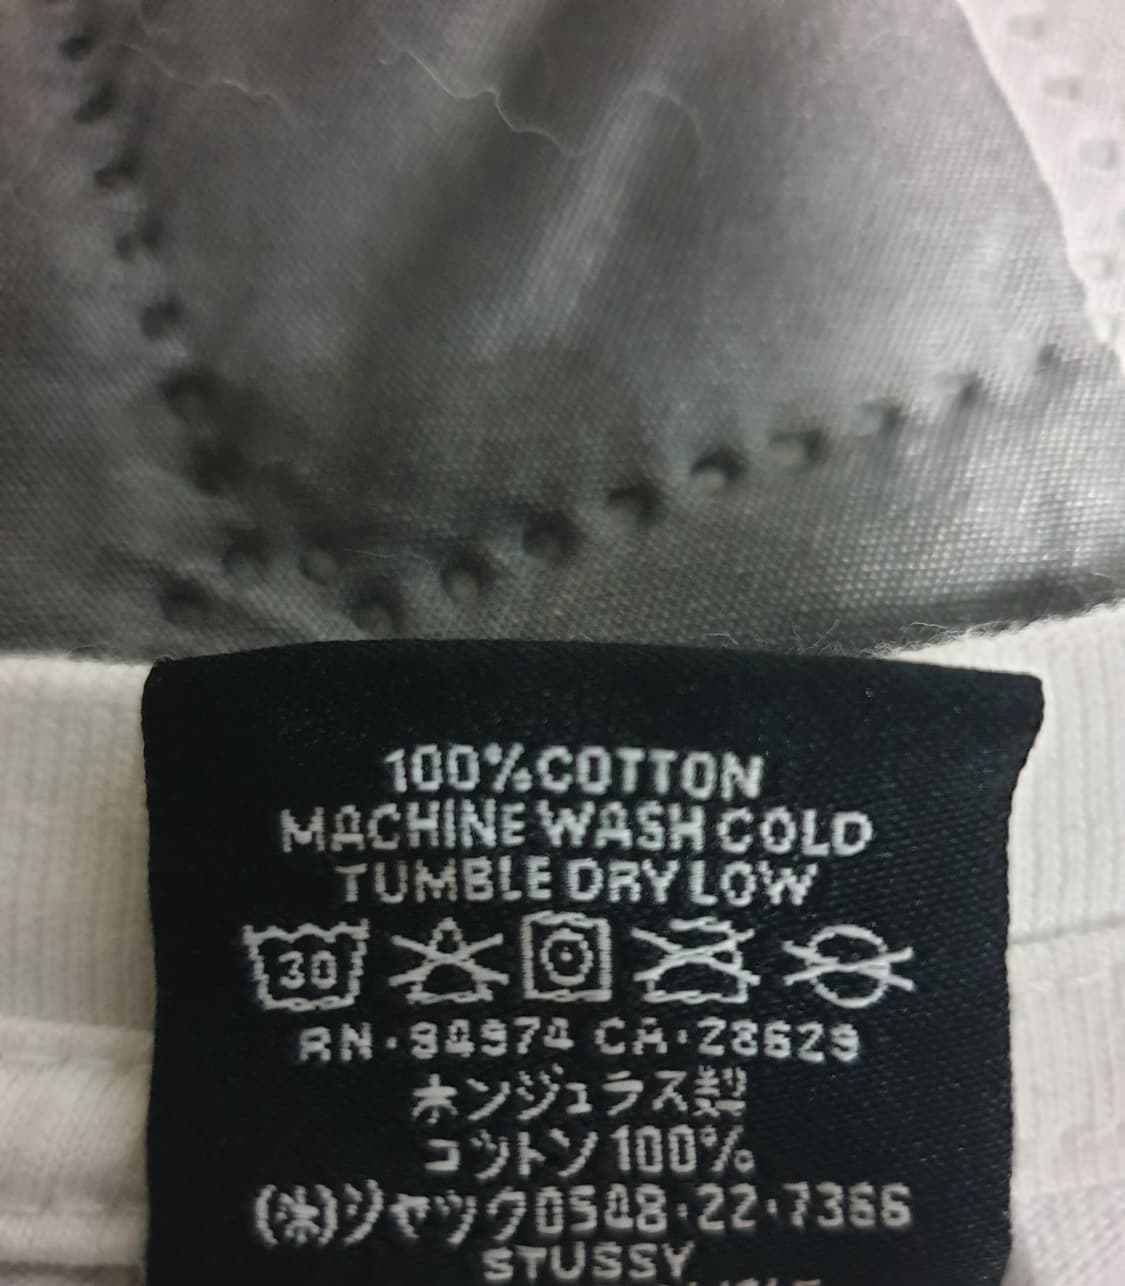 100% COTTON
MACHINE WASH COLD
TUMBLE DRY LOW
30
RN·94974 CA·28629
ホンジュラス製
コットン 100%
(株)ジャック0548·22·7366
STUSSY